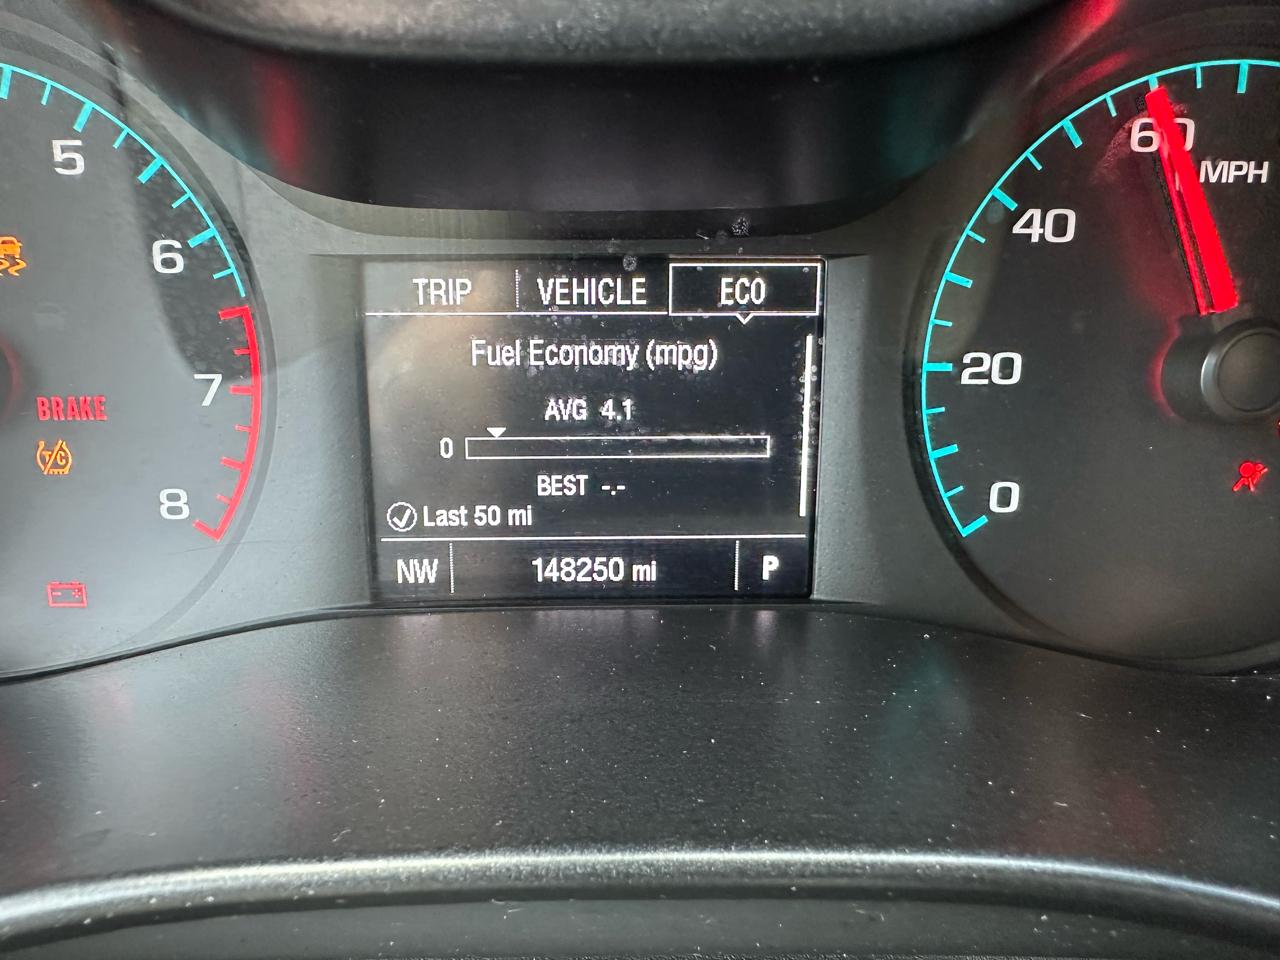 5
6
7
8
BRAKE
T/C
TRIP VEHICLE ECO
Fuel Economy (mpg)
AVG 4.1
0
BEST -.-
Last 50 mi
NW 148250 mi P
60
MPH
40
20
0